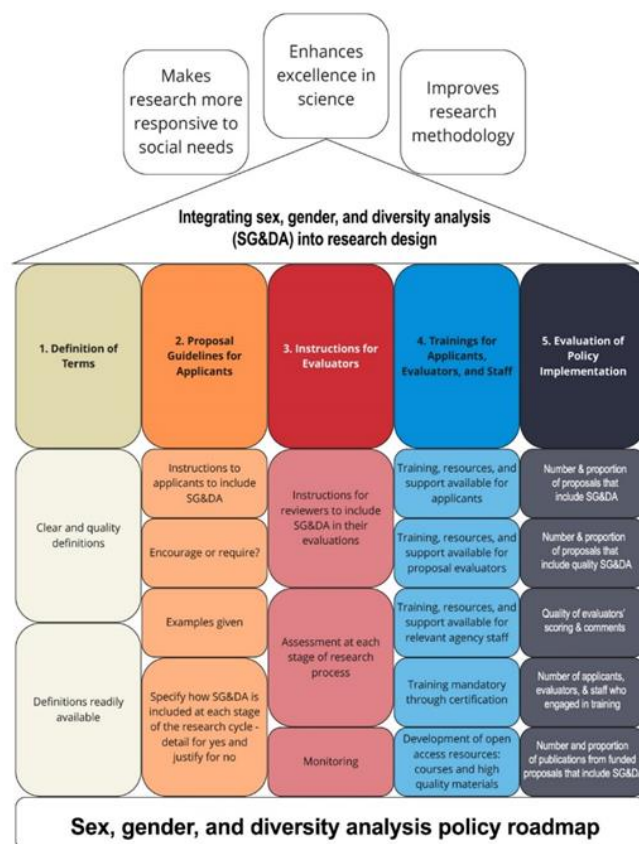 Makes
research more
responsive to
social needs
Enhances
excellence in
science
Improves
research
methodology
Integrating sex, gender, and diversity analysis
(SG&DA) into research design
1. Definition of
Terms
2. Proposal
Guidelines for
Applicants
3. Instructions for
Evaluators
4. Trainings for
Applicants,
Evaluators, and Staff
5. Evaluation of
Policy
Implementation
Clear and quality
definitions
Definitions readily
available
Instructions to
applicants to include
SG&DA
Encourage or require?
Examples given
Specify how SG&DA is
included at each stage
of the research cycle -
detail for yes and
justify for no
Instructions for
reviewers to include
SG&DA in their
evaluations
Assessment at each
stage of research
process
Monitoring
Training, resources, and
support available for
applicants
Training, resources, and
support available for
proposal evaluators
Training, resources, and
support available for
relevant agency staff
Training mandatory
through certification
Development of open
access resources:
courses and high
quality materials
Number & proportion
of proposals that
include SG&DA
Number & proportion
of proposals that
include quality SG&DA
Quality of evaluators'
scoring & comments
Number of applicants,
evaluators, & staff who
engaged in training
Number and proportion
of publications from funded
proposals that include SG&DA
Sex, gender, and diversity analysis policy roadmap